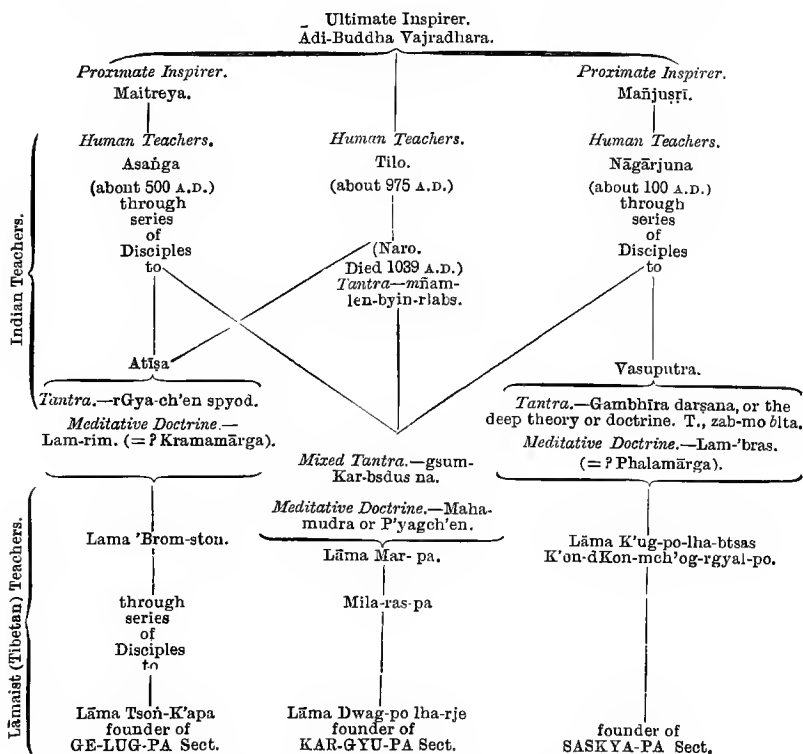 Ultimate Inspirer.
Ādi-Buddha Vajradhara.
Proximate Inspirer.
Maitreya.
Proximate Inspirer.
Mañjuṣrī.
Indian Teachers.
Human Teachers.
Asaṅga
(about 500 A.D.)
through
series
of
Disciples
to
Human Teachers.
Tilo.
(about 975 A.D.)
(Naro.
Died 1039 A.D.)
Tantra—mñam-
len-byin-rlabs.
Human Teachers.
Nāgārjuna
(about 100 A.D.)
through
series
of
Disciples
to
Atīṣa
Tantra.—rGya-ch'en spyod.
Meditative Doctrine.—
Lam-rim. (= ? Kramamārga).
Mixed Tantra.—gsum-
Kar-bsdus na.
Meditative Doctrine.—Maha-
mudra or P'yagch'en.
Vasuputra.
Tantra.—Gambhīra darṣana, or the
deep theory or doctrine. T., zab-mo blta.
Meditative Doctrine.—Lam-'bras.
(= ? Phalamārga).
Lāmaist (Tibetan) Teachers.
Lama 'Brom-ston.
through
series
of
Disciples
to
Lāma Tsoṅ-K'apa
founder of
GE-LUG-PA Sect.
Lāma Mar- pa.
Mila-ras-pa
Lāma Dwag-po lha-rje
founder of
KAR-GYU-PA Sect.
Lāma K'ug-po-lha-btsas
K'on-dKon-mch'og-rgyal-po.
founder of
SASKYA-PA Sect.